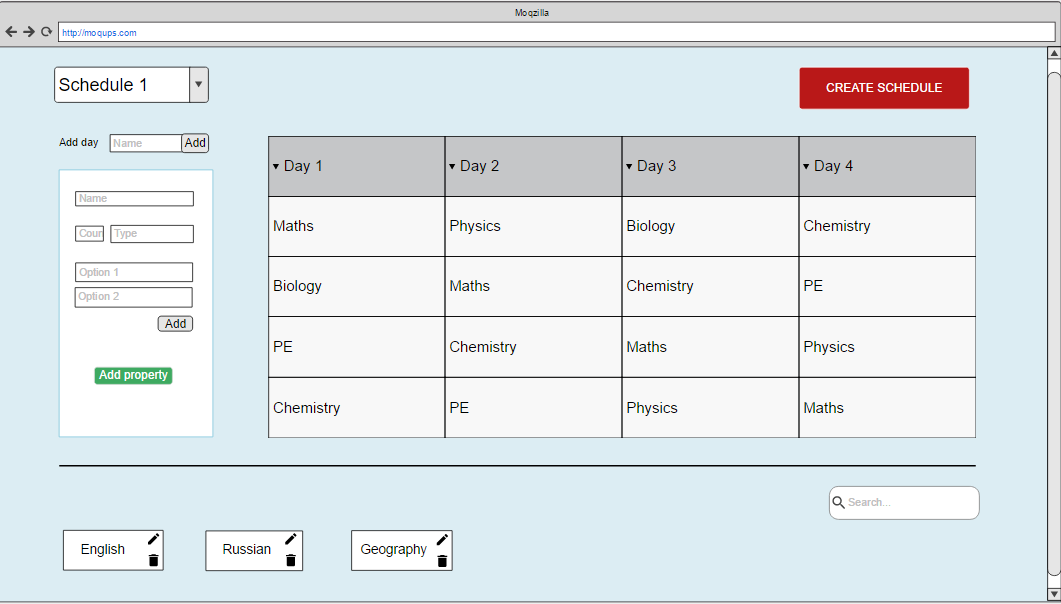 Moqzilla
http://moqups.com
Schedule 1
CREATE SCHEDULE
Add day Name Add
Name
Coun Type
Option 1
Option 2
Add
Add property
Day 1 Day 2 Day 3 Day 4
Maths Physics Biology Chemistry
Biology Maths Chemistry PE
PE Chemistry Maths Physics
Chemistry PE Physics Maths
Search...
English Russian Geography